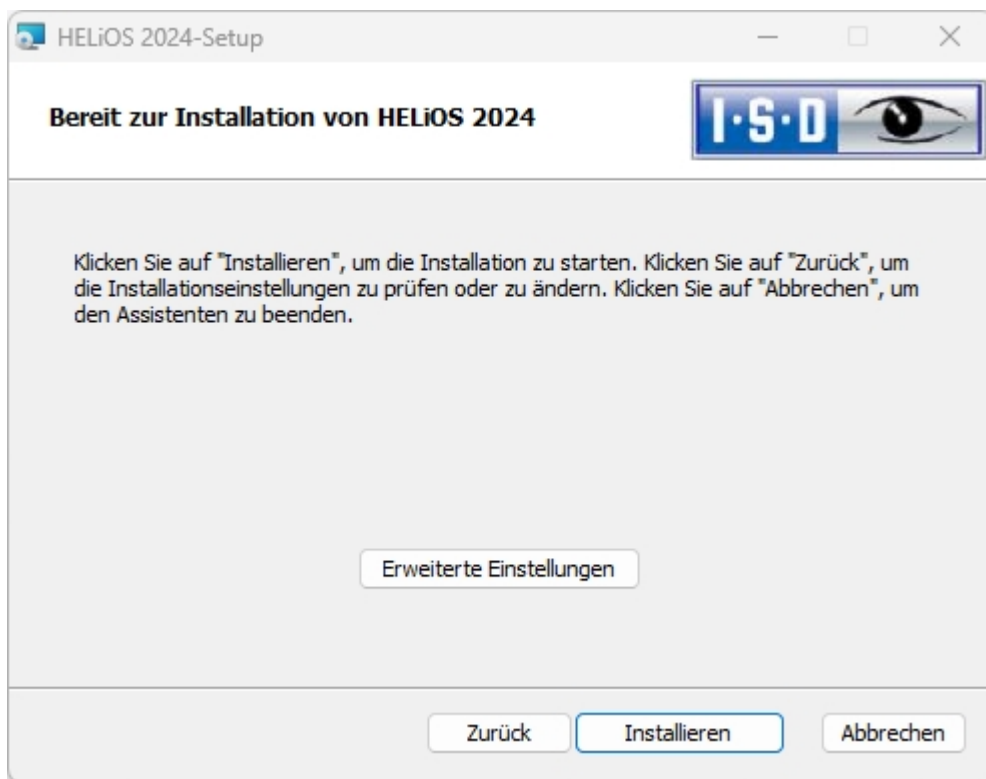 HELiOS 2024-Setup
Bereit zur Installation von HELiOS 2024
I·S·D
Klicken Sie auf "Installieren", um die Installation zu starten. Klicken Sie auf "Zurück", um
die Installationseinstellungen zu prüfen oder zu ändern. Klicken Sie auf "Abbrechen", um
den Assistenten zu beenden.
Erweiterte Einstellungen
Zurück
Installieren
Abbrechen